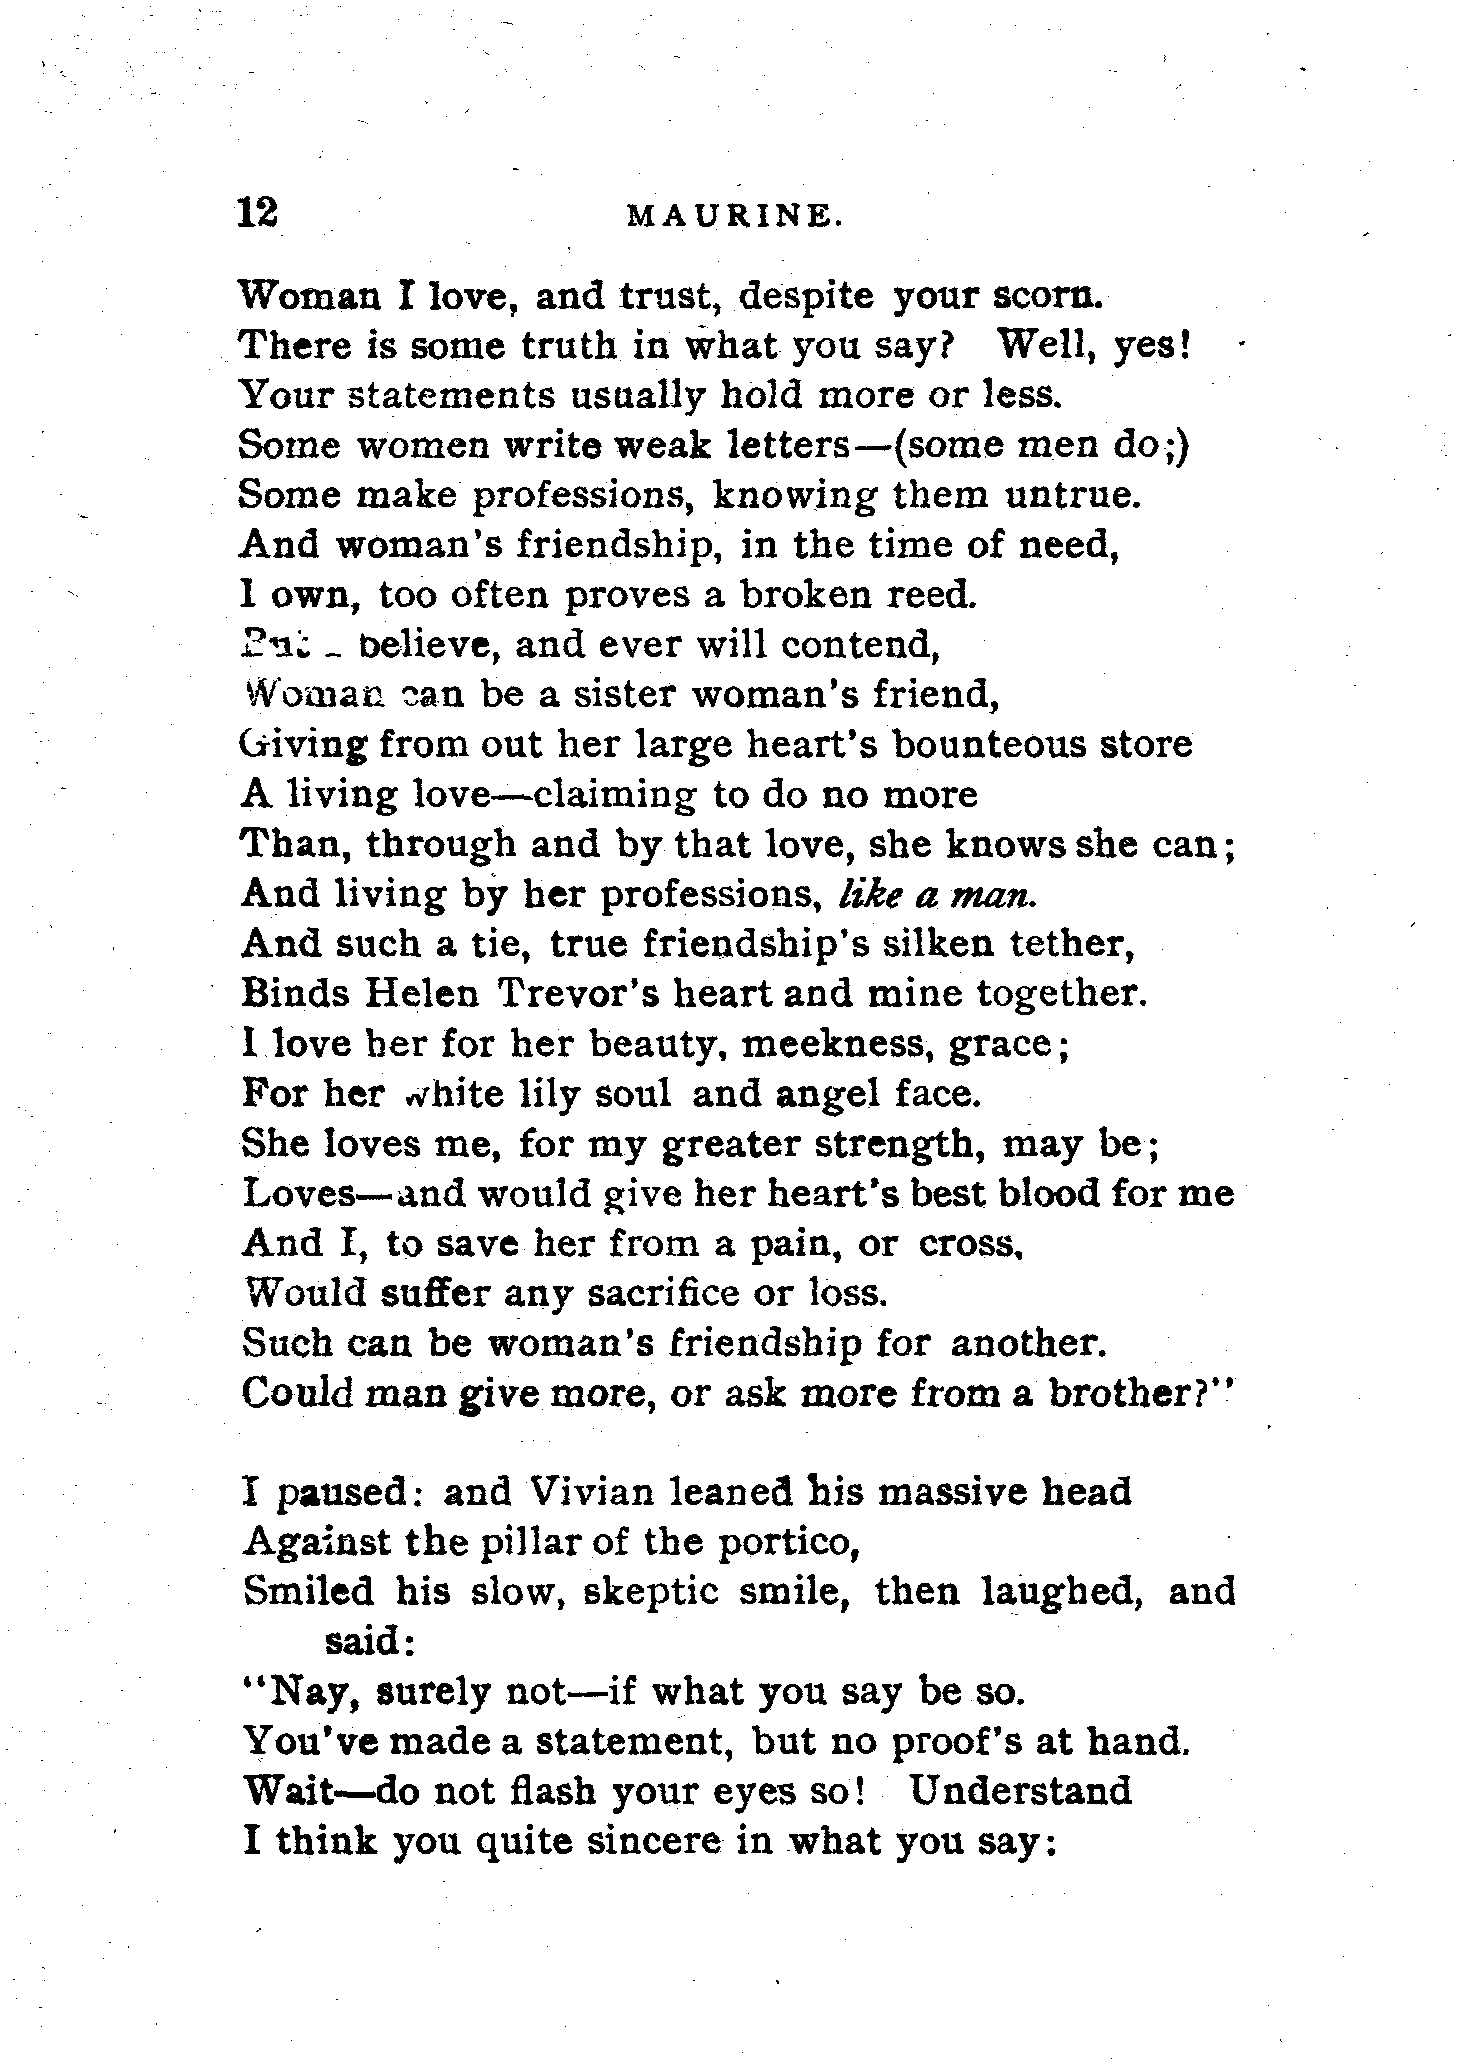 12 MAURINE.
Woman I love, and trust, despite your scorn.
There is some truth in what you say? Well, yes!
Your statements usually hold more or less.
Some women write weak letters—(some men do;)
Some make professions, knowing them untrue.
And woman's friendship, in the time of need,
I own, too often proves a broken reed.
But believe, and ever will contend,
Woman can be a sister woman's friend,
Giving from out her large heart's bounteous store
A living love—claiming to do no more
Than, through and by that love, she knows she can;
And living by her professions, like a man.
And such a tie, true friendship's silken tether,
Binds Helen Trevor's heart and mine together.
I love her for her beauty, meekness, grace;
For her white lily soul and angel face.
She loves me, for my greater strength, may be;
Loves—and would give her heart's best blood for me
And I, to save her from a pain, or cross,
Would suffer any sacrifice or loss.
Such can be woman's friendship for another.
Could man give more, or ask more from a brother?"
I paused: and Vivian leaned his massive head
Against the pillar of the portico,
Smiled his slow, skeptic smile, then laughed, and
said:
"Nay, surely not—if what you say be so.
You've made a statement, but no proof's at hand.
Wait—do not flash your eyes so! Understand
I think you quite sincere in what you say: